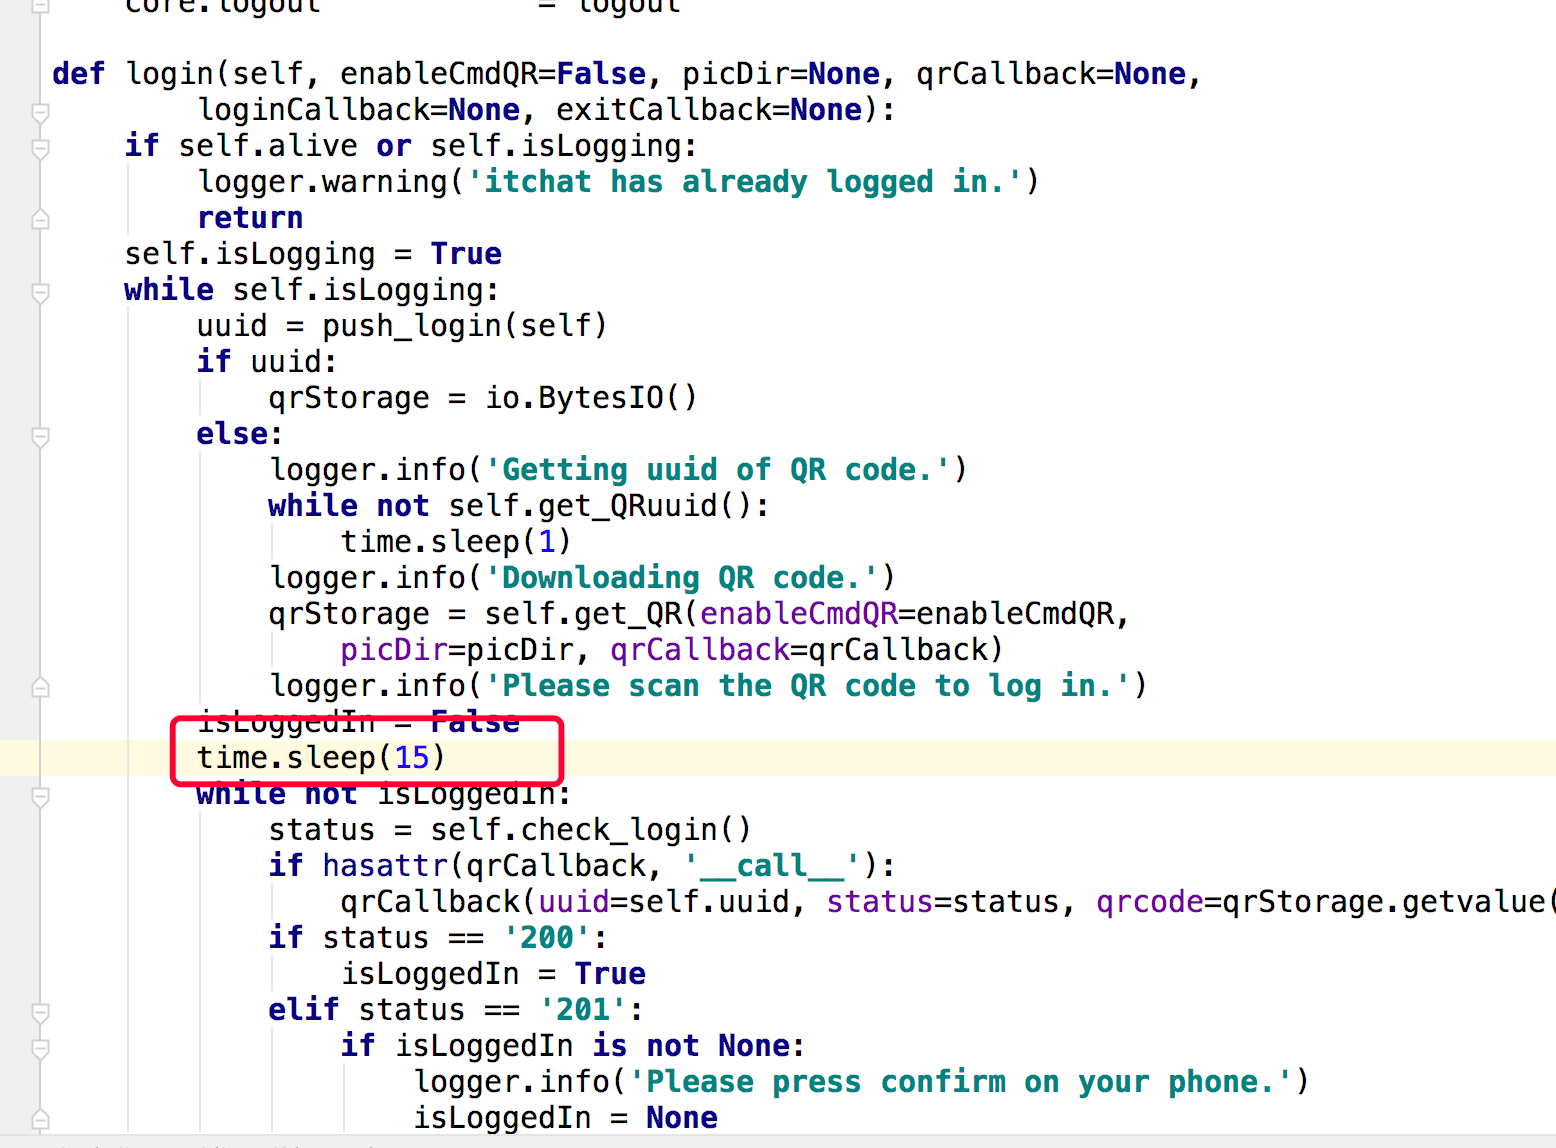 core.logout = logout
def login(self, enableCmdQR=False, picDir=None, qrCallback=None,
        loginCallback=None, exitCallback=None):
    if self.alive or self.isLogging:
        logger.warning('itchat has already logged in.')
        return
    self.isLogging = True
    while self.isLogging:
        uuid = push_login(self)
        if uuid:
            qrStorage = io.BytesIO()
        else:
            logger.info('Getting uuid of QR code.')
            while not self.get_QRuuid():
                time.sleep(1)
            logger.info('Downloading QR code.')
            qrStorage = self.get_QR(enableCmdQR=enableCmdQR,
                picDir=picDir, qrCallback=qrCallback)
            logger.info('Please scan the QR code to log in.')
        isLoggedIn = False
        time.sleep(15)
        while not isLoggedIn:
            status = self.check_login()
            if hasattr(qrCallback, '__call__'):
                qrCallback(uuid=self.uuid, status=status, qrcode=qrStorage.getvalue(
            if status == '200':
                isLoggedIn = True
            elif status == '201':
                if isLoggedIn is not None:
                    logger.info('Please press confirm on your phone.')
                    isLoggedIn = None